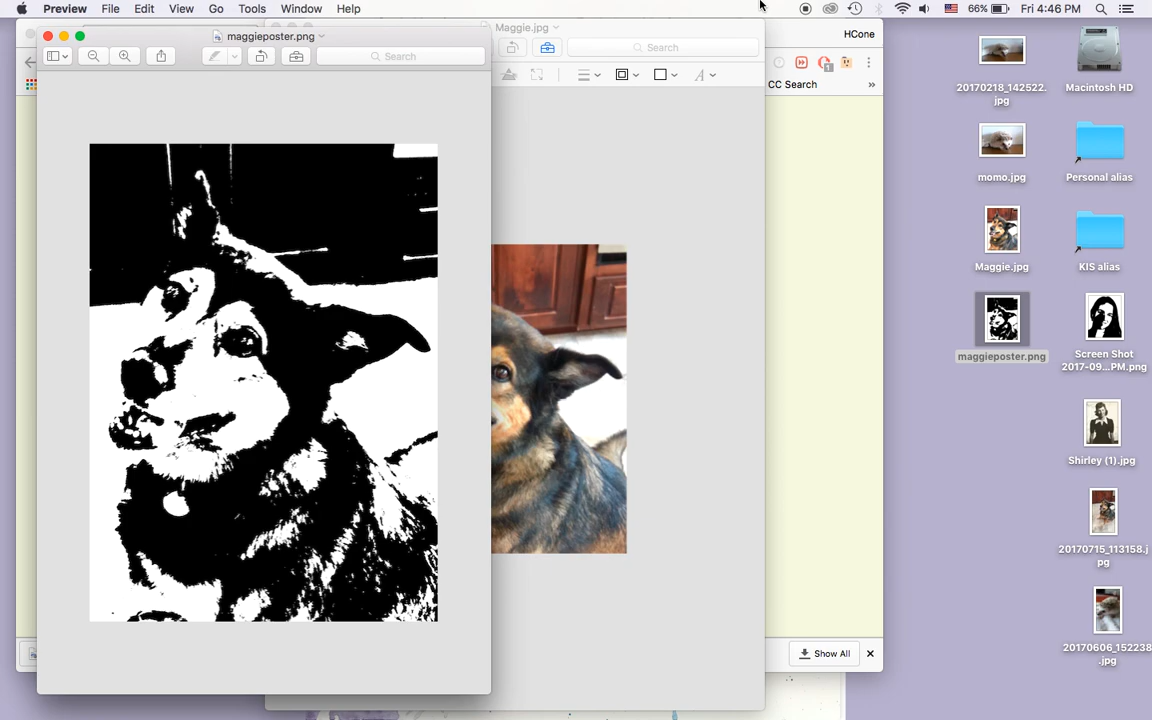 Preview File Edit View Go Tools Window Help
66% Fri 4:46 PM
maggieposter.png
Search
Maggie.jpg
Search
HCone
1
CC Search
»
Show All
20170218_142522.
jpg
Macintosh HD
momo.jpg
Personal alias
Maggie.jpg
KIS alias
maggieposter.png
Screen Shot
2017-09...PM.png
Shirley (1).jpg
20170715_113158.j
pg
20170606_152238
.jpg